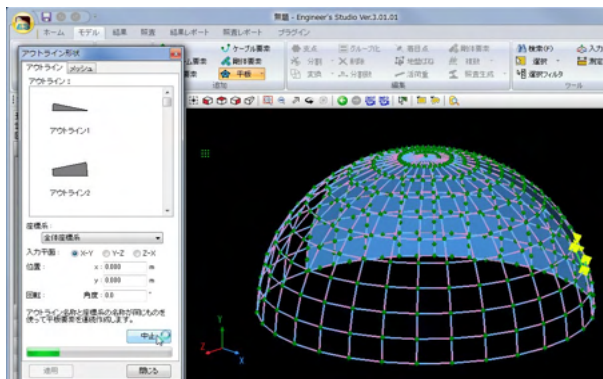 無題 - Engineer's Studio Ver.3.01.01
ホーム モデル 結果 照査 結果レポート 照査レポート プラグイン
アウトライン形状
アウトライン メッシュ
アウトライン :
アウトライン1
アウトライン2
座標系 :
全体座標系
入力平面 : X-Y Y-Z Z-X
位置 : x : 0.000 m
y : 0.000 m
回転 : 角度 : 0.0 °
アウトライン名称と座標系の名称が同じものを
使って平板要素を連続作成します。
中止
適用 閉じる
ケーブル要素
剛体要素
平板
追加
支点 グループ化 着目点 剛体要素
分割 削除 地盤ばね
変換 分割数 活荷重 照査生成
編集
検索(F) 入力
選択 測定
選択フィルタ
ツール
Y
Z X